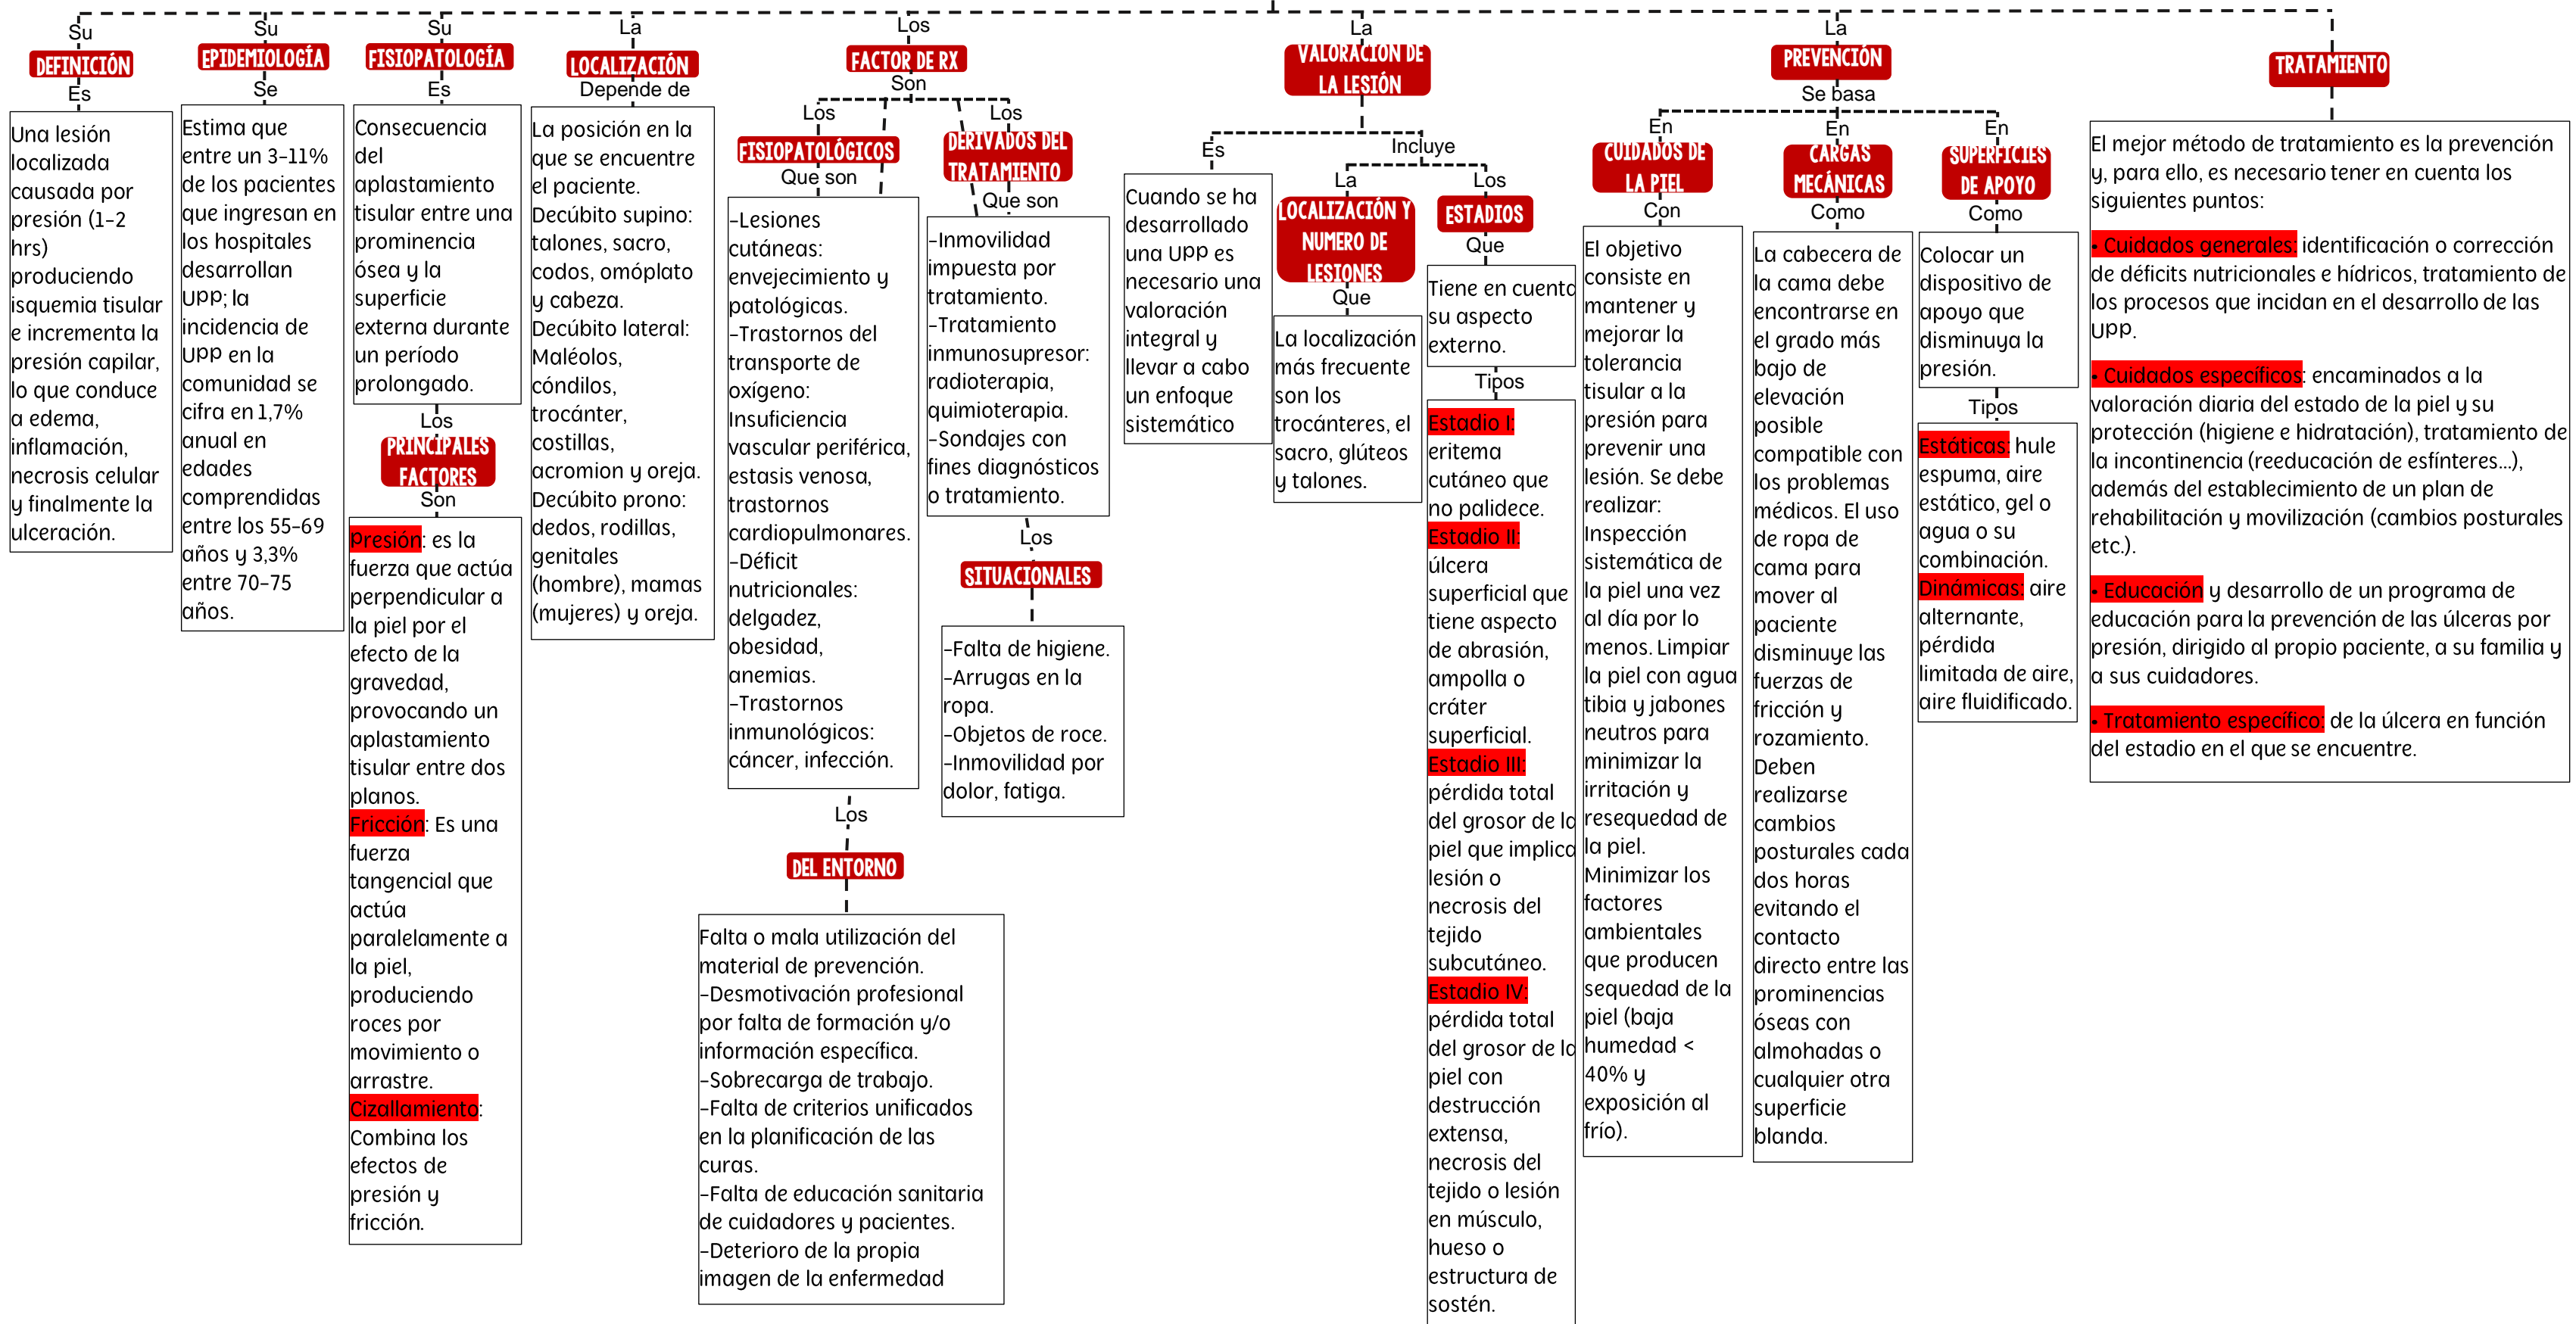 Su
DEFINICIÓN
Es
Una lesión
localizada
causada por
presión (1-2
hrs)
produciendo
isquemia tisular
e incrementa la
presión capilar,
lo que conduce
a edema,
inflamación,
necrosis celular
y finalmente la
ulceración.
Su
EPIDEMIOLOGÍA
Se
Estima que
entre un 3-11%
de los pacientes
que ingresan en
los hospitales
desarrollan
UPP; la
incidencia de
UPP en la
comunidad se
cifra en 1,7%
anual en
edades
comprendidas
entre los 55-69
años y 3,3%
entre 70-75
años.
Su
FISIOPATOLOGÍA
Es
Consecuencia
del
aplastamiento
tisular entre una
prominencia
ósea y la
superficie
externa durante
un período
prolongado.
Los
PRINCIPALES
FACTORES
Son
Presión: es la
fuerza que actúa
perpendicular a
la piel por el
efecto de la
gravedad,
provocando un
aplastamiento
tisular entre dos
planos.
Fricción: Es una
fuerza
tangencial que
actúa
paralelamente a
la piel,
produciendo
roces por
movimiento o
arrastre.
Cizallamiento:
Combina los
efectos de
presión y
fricción.
La
LOCALIZACIÓN
Depende de
La posición en la
que se encuentre
el paciente.
Decúbito supino:
talones, sacro,
codos, omóplato
y cabeza.
Decúbito lateral:
Maléolos,
cóndilos,
trocánter,
costillas,
acromion y oreja.
Decúbito prono:
dedos, rodillas,
genitales
(hombre), mamas
(mujeres) y oreja.
Los
FACTOR DE RX
Son
Los
FISIOPATOLÓGICOS
Que son
-Lesiones
cutáneas:
envejecimiento y
patológicas.
-Trastornos del
transporte de
oxígeno:
Insuficiencia
vascular periférica,
estasis venosa,
trastornos
cardiopulmonares.
-Déficit
nutricionales:
delgadez,
obesidad,
anemias.
-Trastornos
inmunológicos:
cáncer, infección.
Los
DERIVADOS DEL
TRATAMIENTO
Que son
-Inmovilidad
impuesta por
tratamiento.
-Tratamiento
inmunosupresor:
radioterapia,
quimioterapia.
-Sondajes con
fines diagnósticos
o tratamiento.
Los
SITUACIONALES
-Falta de higiene.
-Arrugas en la
ropa.
-Objetos de roce.
-Inmovilidad por
dolor, fatiga.
Los
DEL ENTORNO
Falta o mala utilización del
material de prevención.
-Desmotivación profesional
por falta de formación y/o
información específica.
-Sobrecarga de trabajo.
-Falta de criterios unificados
en la planificación de las
curas.
-Falta de educación sanitaria
de cuidadores y pacientes.
-Deterioro de la propia
imagen de la enfermedad
La
VALORACIÓN DE
LA LESIÓN
Es
Cuando se ha
desarrollado
una UPP es
necesario una
valoración
integral y
llevar a cabo
un enfoque
sistemático
Incluye
La
LOCALIZACIÓN Y
NUMERO DE
LESIONES
Que
La localización
más frecuente
son los
trocánteres, el
sacro, glúteos
y talones.
Los
ESTADIOS
Que
Tiene en cuenta
su aspecto
externo.
Tipos
Estadio I:
eritema
cutáneo que
no palidece.
Estadio II:
úlcera
superficial que
tiene aspecto
de abrasión,
ampolla o
cráter
superficial.
Estadio III:
pérdida total
del grosor de la
piel que implica
lesión o
necrosis del
tejido
subcutáneo.
Estadio IV:
pérdida total
del grosor de la
piel con
destrucción
extensa,
necrosis del
tejido o lesión
en músculo,
hueso o
estructura de
sostén.
La
PREVENCIÓN
Se basa
En
CUIDADOS DE
LA PIEL
Con
El objetivo
consiste en
mantener y
mejorar la
tolerancia
tisular a la
presión para
prevenir una
lesión. Se debe
realizar:
Inspección
sistemática de
la piel una vez
al día por lo
menos. Limpiar
la piel con agua
tibia y jabones
neutros para
minimizar la
irritación y
resequedad de
la piel.
Minimizar los
factores
ambientales
que producen
sequedad de la
piel (baja
humedad <
40% y
exposición al
frío).
En
CARGAS
MECÁNICAS
Como
La cabecera de
la cama debe
encontrarse en
el grado más
bajo de
elevación
posible
compatible con
los problemas
médicos. El uso
de ropa de
cama para
mover al
paciente
disminuye las
fuerzas de
fricción y
rozamiento.
Deben
realizarse
cambios
posturales cada
dos horas
evitando el
contacto
directo entre las
prominencias
óseas con
almohadas o
cualquier otra
superficie
blanda.
En
SUPERFICIES
DE APOYO
Como
Colocar un
dispositivo de
apoyo que
disminuya la
presión.
Tipos
Estáticas: hule
espuma, aire
estático, gel o
agua o su
combinación.
Dinámicas: aire
alternante,
pérdida
limitada de aire,
aire fluidificado.
TRATAMIENTO
El mejor método de tratamiento es la prevención
y, para ello, es necesario tener en cuenta los
siguientes puntos:
• Cuidados generales: identificación o corrección
de déficits nutricionales e hídricos, tratamiento de
los procesos que incidan en el desarrollo de las
UPP.
• Cuidados específicos: encaminados a la
valoración diaria del estado de la piel y su
protección (higiene e hidratación), tratamiento de
la incontinencia (reeducación de esfínteres...),
además del establecimiento de un plan de
rehabilitación y movilización (cambios posturales
etc.).
• Educación y desarrollo de un programa de
educación para la prevención de las úlceras por
presión, dirigido al propio paciente, a su familia y
a sus cuidadores.
• Tratamiento específico: de la úlcera en función
del estadio en el que se encuentre.